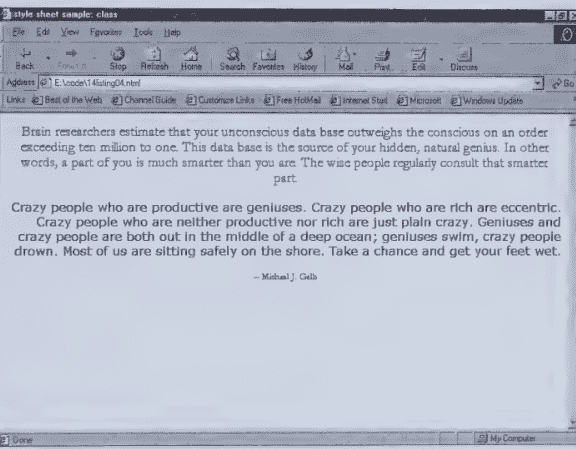 style sheet sample: class
File Edit View Favorites Tools Help
Back Forward Stop Refresh Home Search Favorites History Mail Print Edit Discuss
Address E:\code\14listing04.html Go
Links Best of the Web Channel Guide Customize Links Free HotMail Internet Start Microsoft Windows Update
Brain researchers estimate that your unconscious data base outweighs the conscious on an order
exceeding ten million to one. This data base is the source of your hidden, natural genius. In other
words, a part of you is much smarter than you are. The wise people regularly consult that smarter
part.
Crazy people who are productive are geniuses. Crazy people who are rich are eccentric.
Crazy people who are neither productive nor rich are just plain crazy. Geniuses and
crazy people are both out in the middle of a deep ocean; geniuses swim, crazy people
drown. Most of us are sitting safely on the shore. Take a chance and get your feet wet.
-- Michael J. Gelb
Done My Computer